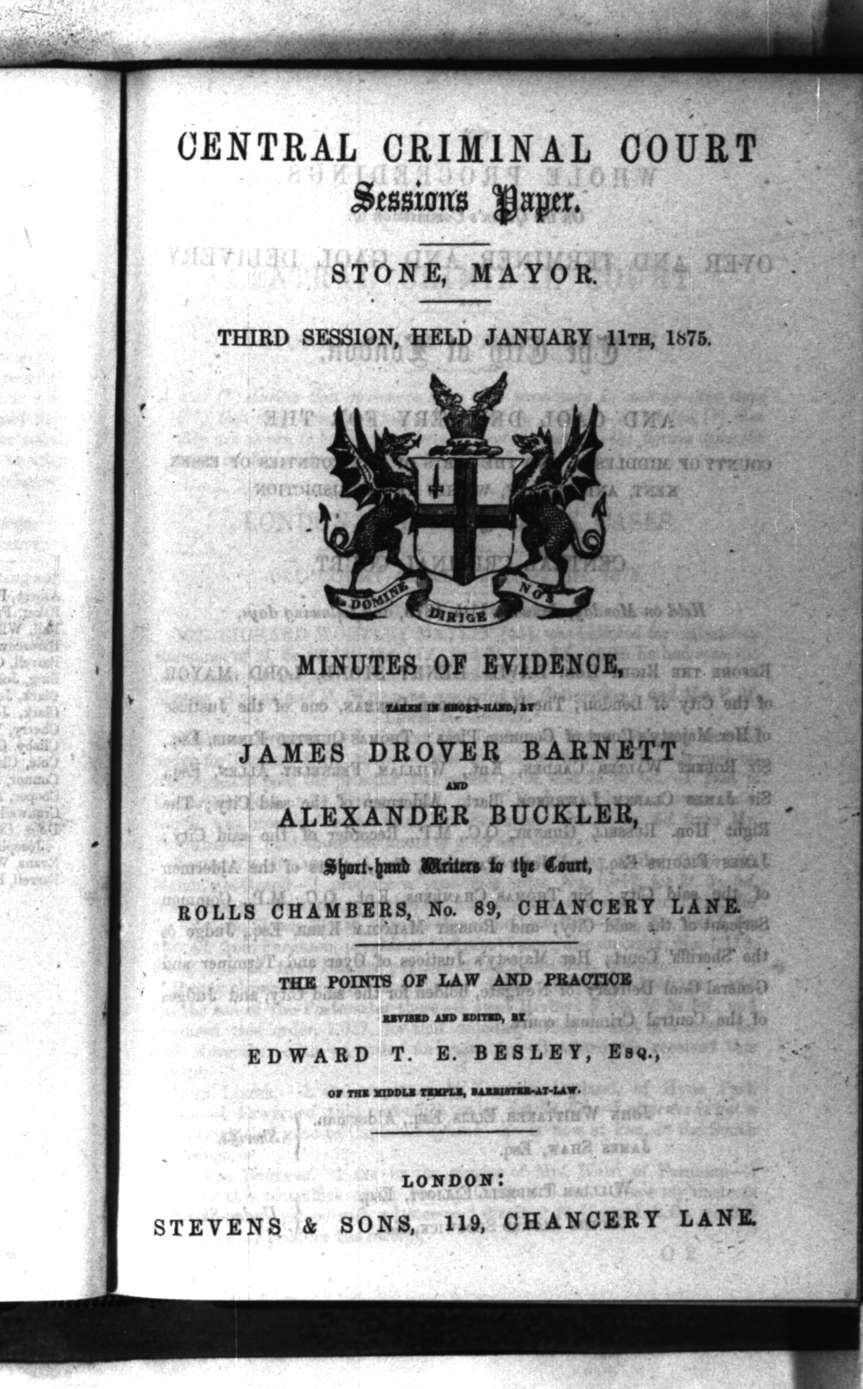 CENTRAL CRIMINAL COURT
Sessions Paper.
STONE, MAYOR.
THIRD SESSION, HELD JANUARY 11TH, 1875.
DOMINE DIRIGE NOS
MINUTES OF EVIDENCE,
TAKEN IN SHORT-HAND, BY
JAMES DROVER BARNETT
AND
ALEXANDER BUCKLER,
Short-hand Writers to the Court,
ROLLS CHAMBERS, No. 89, CHANCERY LANE.
THE POINTS OF LAW AND PRACTICE
REVISED AND EDITED, BY
EDWARD T. E. BESLEY, ESQ.,
OF THE MIDDLE TEMPLE, BARRISTER-AT-LAW.
LONDON:
STEVENS & SONS, 119, CHANCERY LANE.